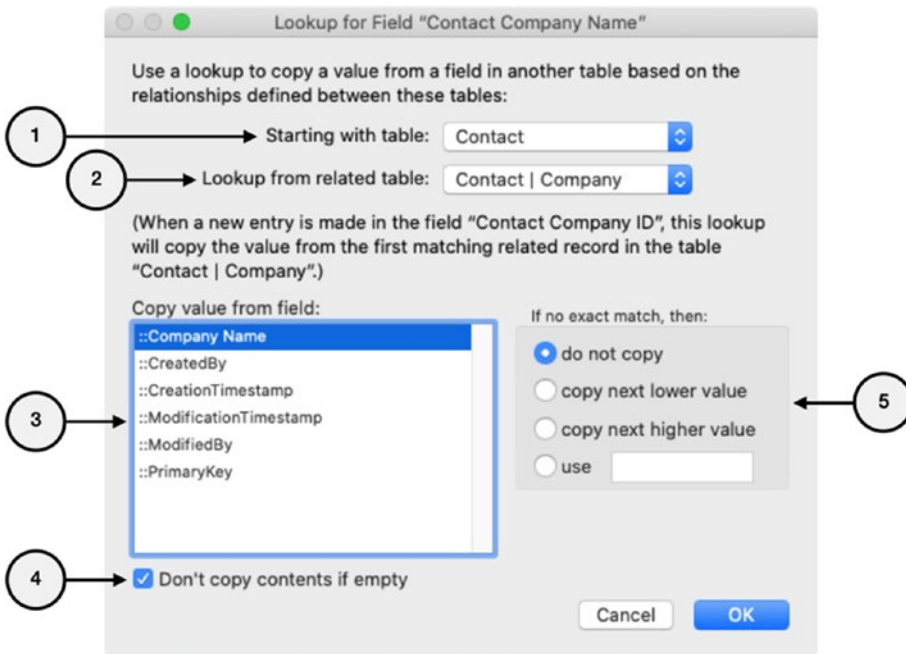 Lookup for Field “Contact Company Name”
Use a lookup to copy a value from a field in another table based on the
relationships defined between these tables:
1
Starting with table:
Contact
2
Lookup from related table:
Contact | Company
(When a new entry is made in the field “Contact Company ID”, this lookup
will copy the value from the first matching related record in the table
“Contact | Company”.)
Copy value from field:
::Company Name
::CreatedBy
::CreationTimestamp
::ModificationTimestamp
::ModifiedBy
::PrimaryKey
3
If no exact match, then:
do not copy
copy next lower value
copy next higher value
use
5
4
Don't copy contents if empty
Cancel
OK